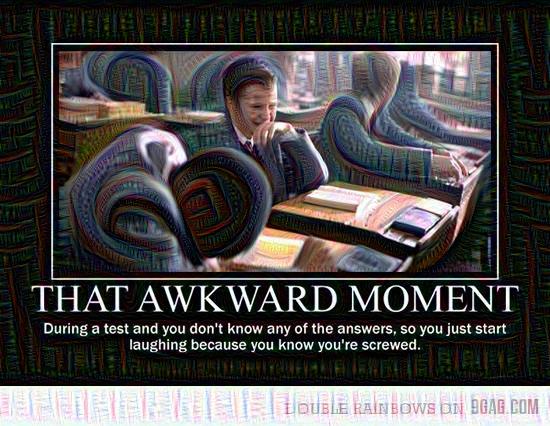 THAT AWKWARD MOMENT
During a test and you don't know any of the answers, so you just start
laughing because you know you're screwed.
DOUBLE RAINBOWS ON 9GAG.COM